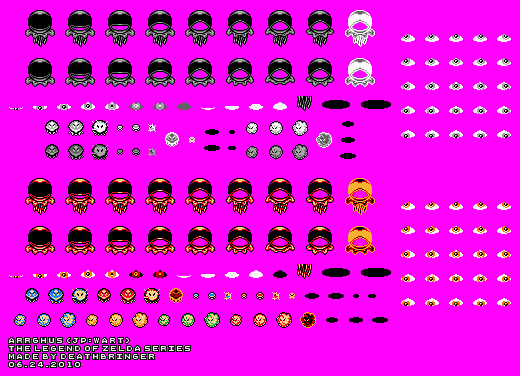 ARRGHUS (JP:WART)
THE LEGEND OF ZELDA SERIES
MADE BY DEATHBRINGER
06.24.2010